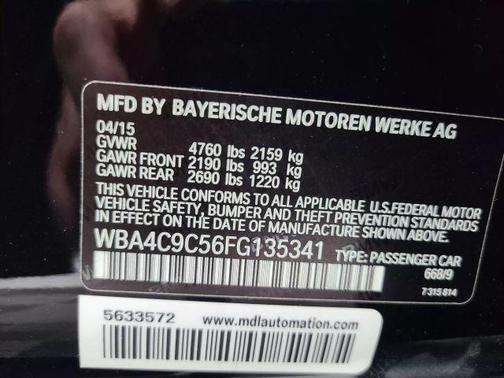 MFD BY BAYERISCHE MOTOREN WERKE AG
04/15
GVWR 4760 lbs 2159 kg
GAWR FRONT 2190 lbs 993 kg
GAWR REAR 2690 lbs 1220 kg
THIS VEHICLE CONFORMS TO ALL APPLICABLE U.S.FEDERAL MOTOR
VEHICLE SAFETY, BUMPER AND THEFT PREVENTION STANDARDS
IN EFFECT ON THE DATE OF MANUFACTURE SHOWN ABOVE
WBA4C9C56FG135341 TYPE: PASSENGER CAR
668/9
7315814
5633572 www.mdlautomation.com